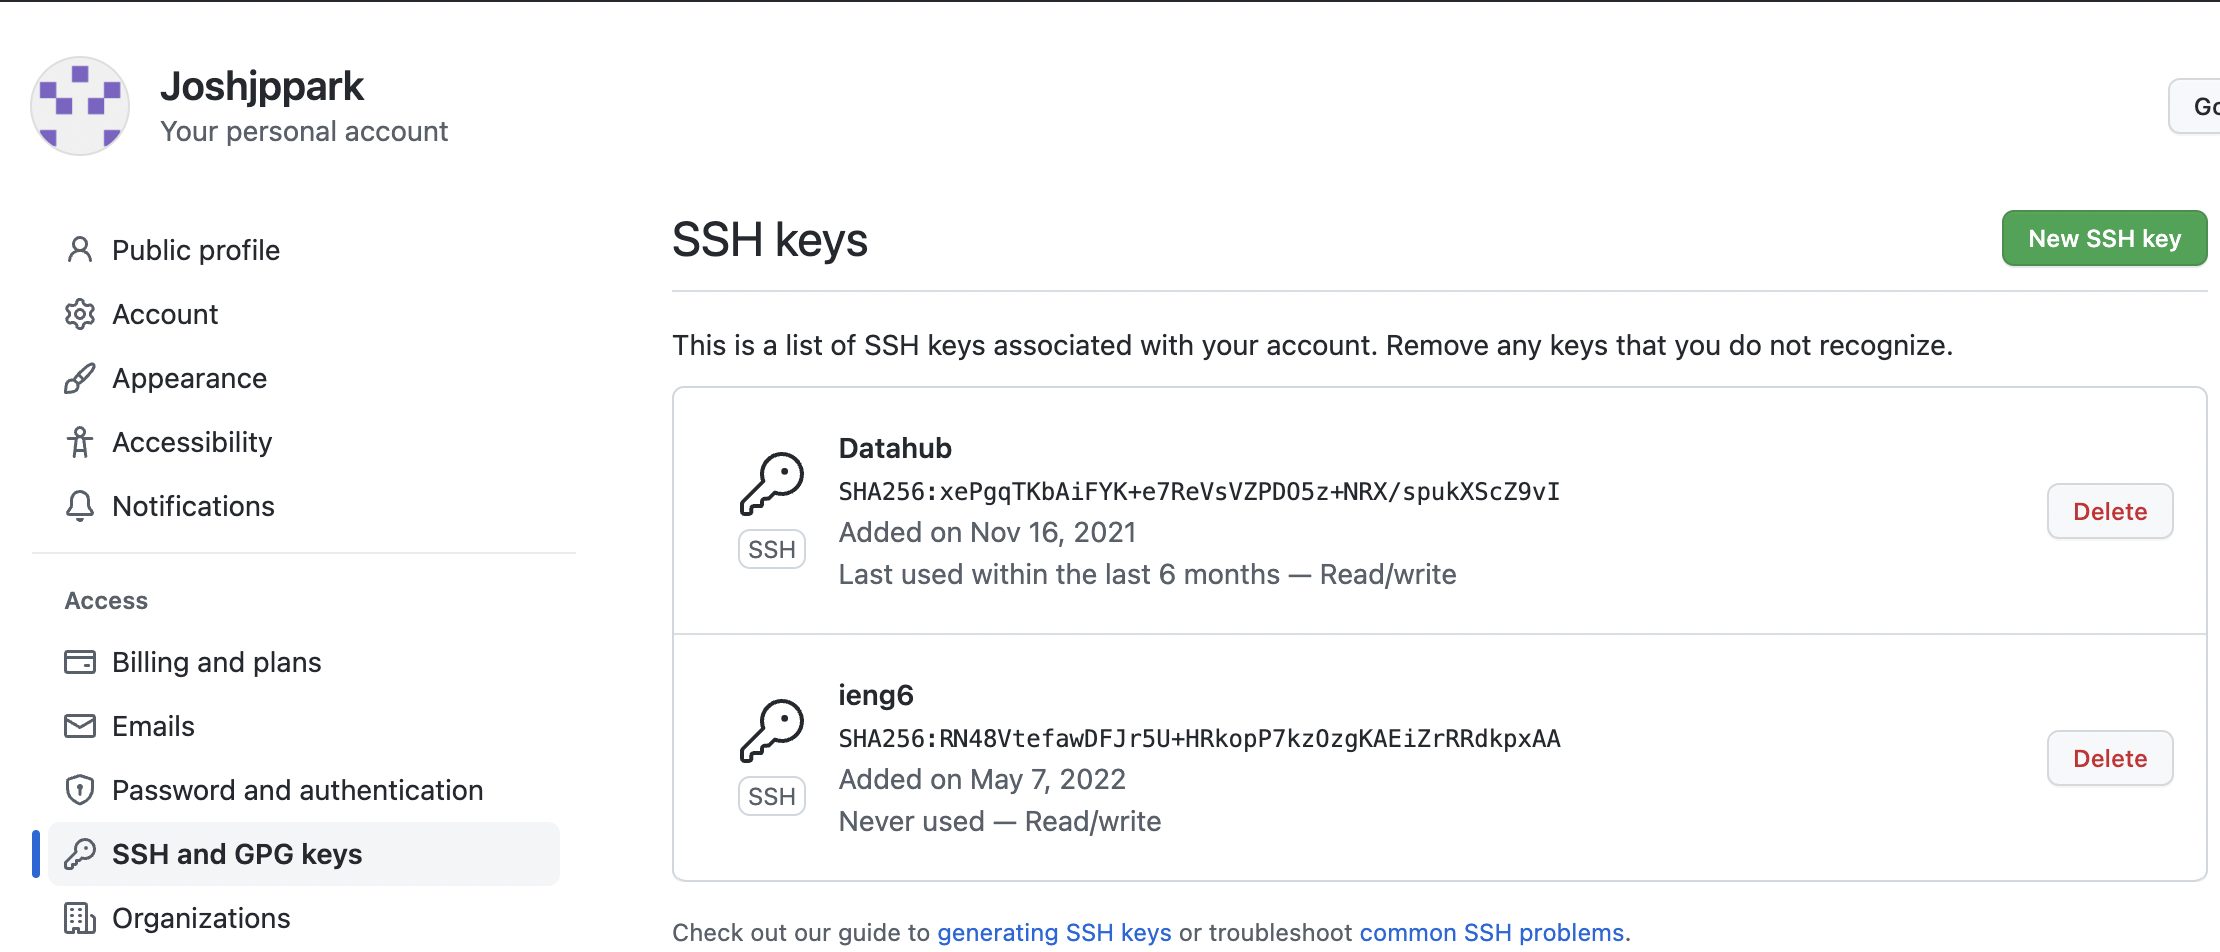 Joshjppark
Your personal account
Go
Public profile
Account
Appearance
Accessibility
Notifications
Access
Billing and plans
Emails
Password and authentication
SSH and GPG keys
Organizations
SSH keys
New SSH key
This is a list of SSH keys associated with your account. Remove any keys that you do not recognize.
SSH
Datahub
SHA256:xePgqTKbAiFYK+e7ReVsVZPDO5z+NRX/spukXScZ9vI
Added on Nov 16, 2021
Last used within the last 6 months — Read/write
Delete
SSH
ieng6
SHA256:RN48VtefawDFJr5U+HRkopP7kzOzgKAEiZrRRdkpxAA
Added on May 7, 2022
Never used — Read/write
Delete
Check out our guide to generating SSH keys or troubleshoot common SSH problems.